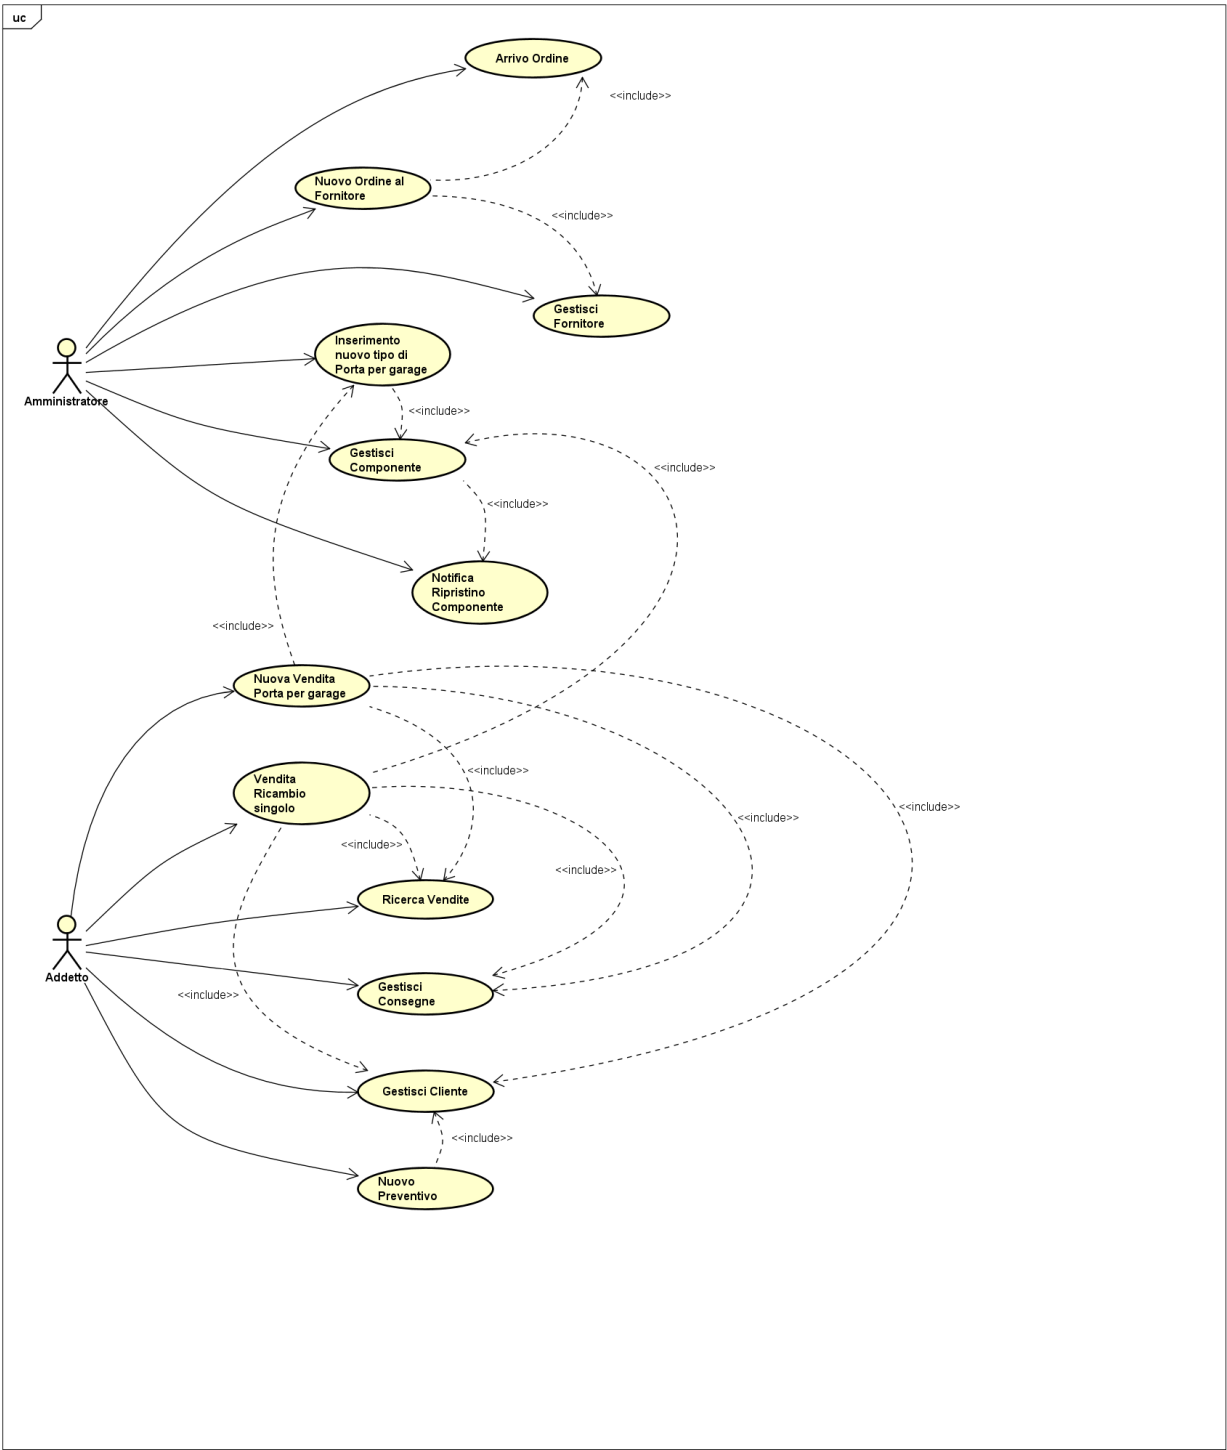 uc
Arrivo Ordine
<<include>>
Nuovo Ordine al
Fornitore
<<include>>
Gestisci
Fornitore
Inserimento
nuovo tipo di
Porta per garage
Amministratore
<<include>>
Gestisci
Componente
<<include>>
<<include>>
Notifica
Ripristino
Componente
<<include>>
Nuova Vendita
Porta per garage
<<include>>
Vendita
Ricambio
singolo
<<include>>
<<include>>
<<include>>
<<include>>
Ricerca Vendite
Addetto
Gestisci
Consegne
<<include>>
Gestisci Cliente
<<include>>
Nuovo
Preventivo